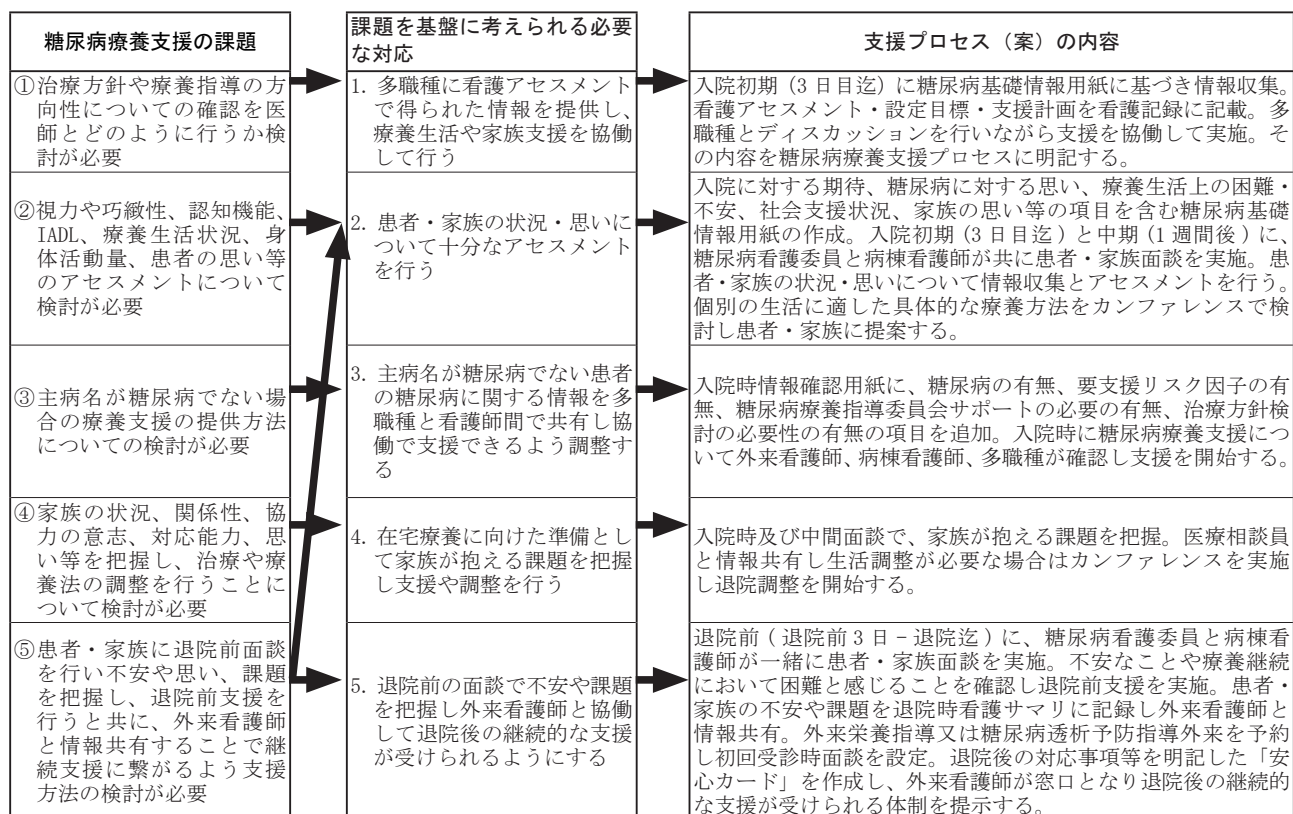 糖尿病療養支援の課題
①治療方針や療養指導の方
向性についての確認を医
師とどのように行うか検
討が必要
②視力や巧緻性、認知機能、
IADL、療養生活状況、身
体活動量、患者の思い等
のアセスメントについて
検討が必要
③主病名が糖尿病でない場
合の療養支援の提供方法
についての検討が必要
④家族の状況、関係性、協
力の意志、対応能力、思
い等を把握し、治療や療
養法の調整を行うことに
ついて検討が必要
⑤患者・家族に退院前面談
を行い不安や思い、課題
を把握し、退院前支援を
行うと共に、外来看護師
と情報共有することで継
続支援に繋がるよう支援
方法の検討が必要
課題を基盤に考えられる必要
な対応
1. 多職種に看護アセスメント
で得られた情報を提供し、
療養生活や家族支援を協働
して行う
2. 患者・家族の状況・思いに
ついて十分なアセスメント
を行う
3. 主病名が糖尿病でない患者
の糖尿病に関する情報を多
職種と看護師間で共有し協
働で支援できるよう調整す
る
4. 在宅療養に向けた準備とし
て家族が抱える課題を把握
し支援や調整を行う
5. 退院前の面談で不安や課題
を把握し外来看護師と協働
して退院後の継続的な支援
が受けられるようにする
支援プロセス（案）の内容
入院初期 (3 日目迄) に糖尿病基礎情報用紙に基づき情報収集。
看護アセスメント・設定目標・支援計画を看護記録に記載。多
職種とディスカッションを行いながら支援を協働して実施。そ
の内容を糖尿病療養支援プロセスに明記する。
入院に対する期待、糖尿病に対する思い、療養生活上の困難・
不安、社会支援状況、家族の思い等の項目を含む糖尿病基礎
情報用紙の作成。入院初期 (3 日目迄) と中期 (1 週間後 ) に、
糖尿病看護委員と病棟看護師が共に患者・家族面談を実施。患
者・家族の状況・思いについて情報収集とアセスメントを行う。
個別の生活に適した具体的な療養方法をカンファレンスで検
討し患者・家族に提案する。
入院時情報確認用紙に、糖尿病の有無、要支援リスク因子の有
無、糖尿病療養指導委員会サポートの必要の有無、治療方針検
討の必要性の有無の項目を追加。入院時に糖尿病療養支援につ
いて外来看護師、病棟看護師、多職種が確認し支援を開始する。
入院時及び中間面談で、家族が抱える課題を把握。医療相談員
と情報共有し生活調整が必要な場合はカンファレンスを実施
し退院調整を開始する。
退院前 ( 退院前 3 日 – 退院迄 ) に、糖尿病看護委員と病棟看
護師が一緒に患者・家族面談を実施。不安なことや療養継続
において困難と感じることを確認し退院前支援を実施。患者・
家族の不安や課題を退院時看護サマリに記録し外来看護師と
情報共有。外来栄養指導又は糖尿病透析予防指導外来を予約
し初回受診時面談を設定。退院後の対応事項等を明記した「安
心カード」を作成し、外来看護師が窓口となり退院後の継続的
な支援が受けられる体制を提示する。